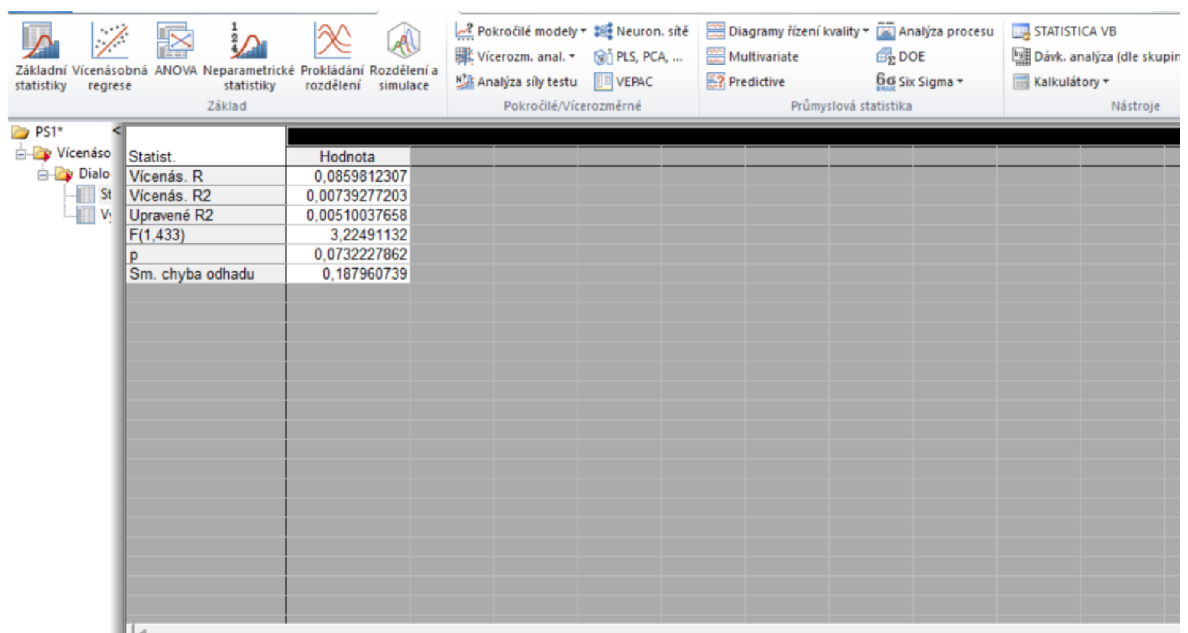 Pokročilé modely
Neuron. sítě
Diagramy řízení kvality
Analýza procesu
STATISTICA VB
Vícerozm. anal.
PLS, PCA, ...
Multivariate
DOE
Dávk. analýza (dle skupin
Základní statistiky
Vícenásobná regrese
ANOVA
Neparametrické statistiky
Prokládání rozdělení
Rozdělení a simulace
Analýza síly testu
VEPAC
Predictive
Six Sigma
Kalkulátory
Základ
Pokročilé/Vícerozměrné
Průmyslová statistika
Nástroje
PS1*
Vícenáso
Dialo
St
Vy
Statist. Hodnota
Vícenás. R 0,0859812307
Vícenás. R2 0,00739277203
Upravené R2 0,00510037658
F(1,433) 3,22491132
p 0,0732227862
Sm. chyba odhadu 0,187960739